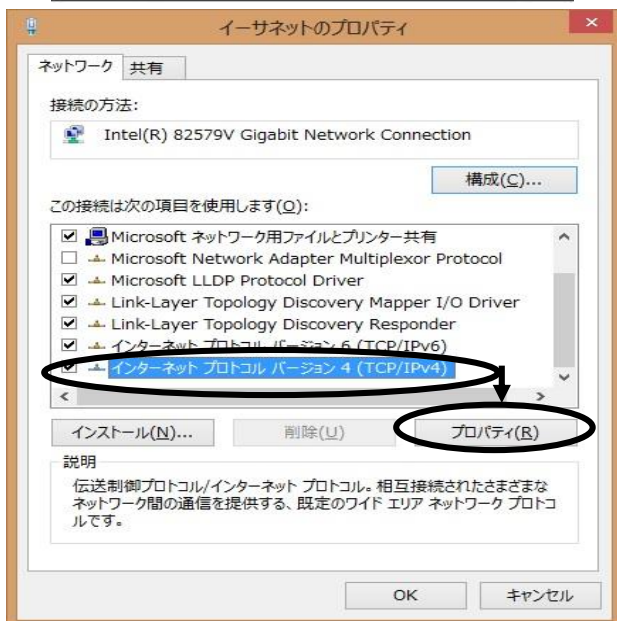 イーサネットのプロパティ
ネットワーク 共有
接続の方法:
Intel(R) 82579V Gigabit Network Connection
構成(C)...
この接続は次の項目を使用します(O):
Microsoft ネットワーク用ファイルとプリンター共有
Microsoft Network Adapter Multiplexor Protocol
Microsoft LLDP Protocol Driver
Link-Layer Topology Discovery Mapper I/O Driver
Link-Layer Topology Discovery Responder
インターネット プロトコル バージョン 6 (TCP/IPv6)
インターネット プロトコル バージョン 4 (TCP/IPv4)
インストール(N)... 削除(U) プロパティ(R)
説明
伝送制御プロトコル/インターネット プロトコル。相互接続されたさまざまな
ネットワーク間の通信を提供する、既定のワイド エリア ネットワーク プロトコ
ルです。
OK キャンセル